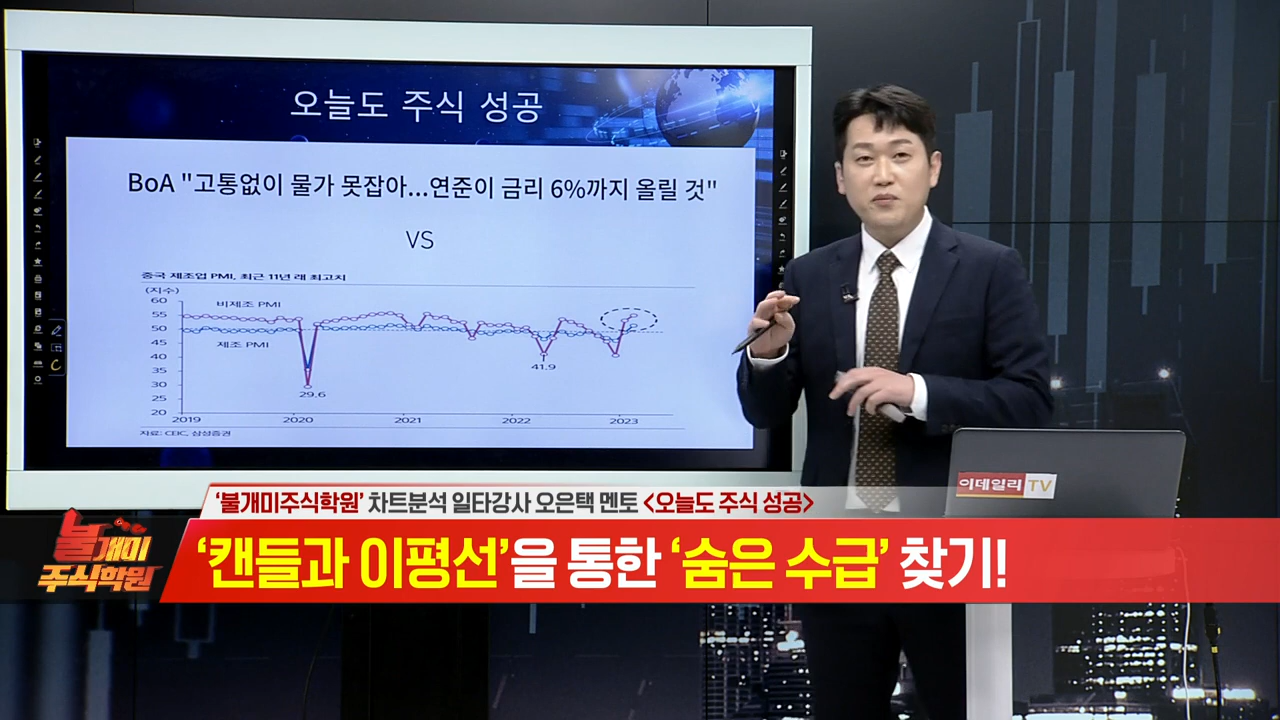 오늘도 주식 성공
BoA "고통없이 물가 못잡아...연준이 금리 6%까지 올릴 것"
VS
중국 제조업 PMI, 최근 11년 래 최고치
(지수)
60
55
50
45
40
35
30
25
20
비제조 PMI
제조 PMI
29.6
41.9
2019 2020 2021 2022 2023
자료: CEIC, 삼성증권
이데일리 TV
'불개미주식학원' 차트분석 일타강사 오은택 멘토 <오늘도 주식 성공>
불개미
주식학원
'캔들과 이평선'을 통한 '숨은 수급' 찾기!